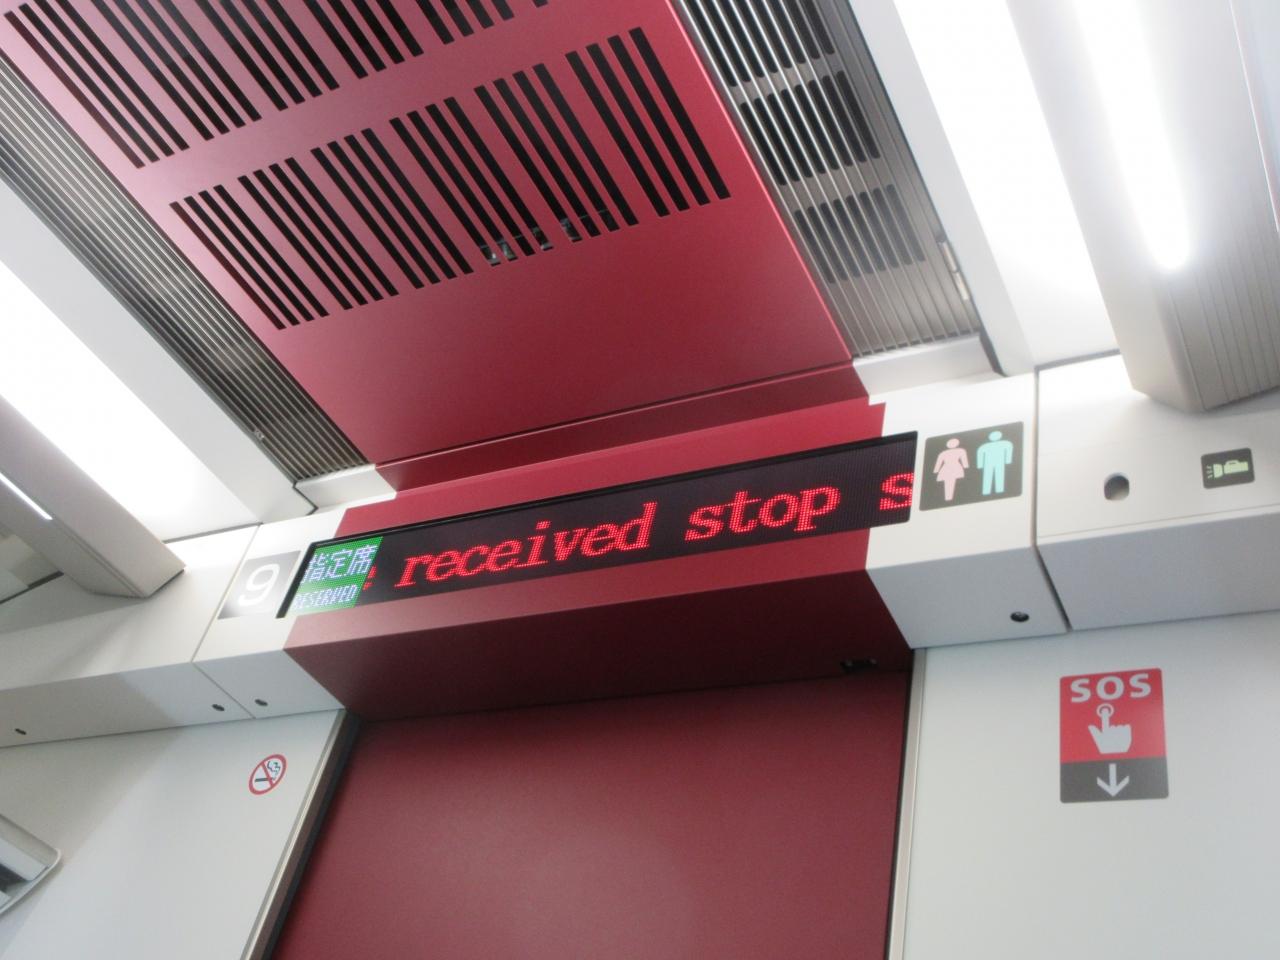 9
指定席
RESERVED
received stop s
SOS